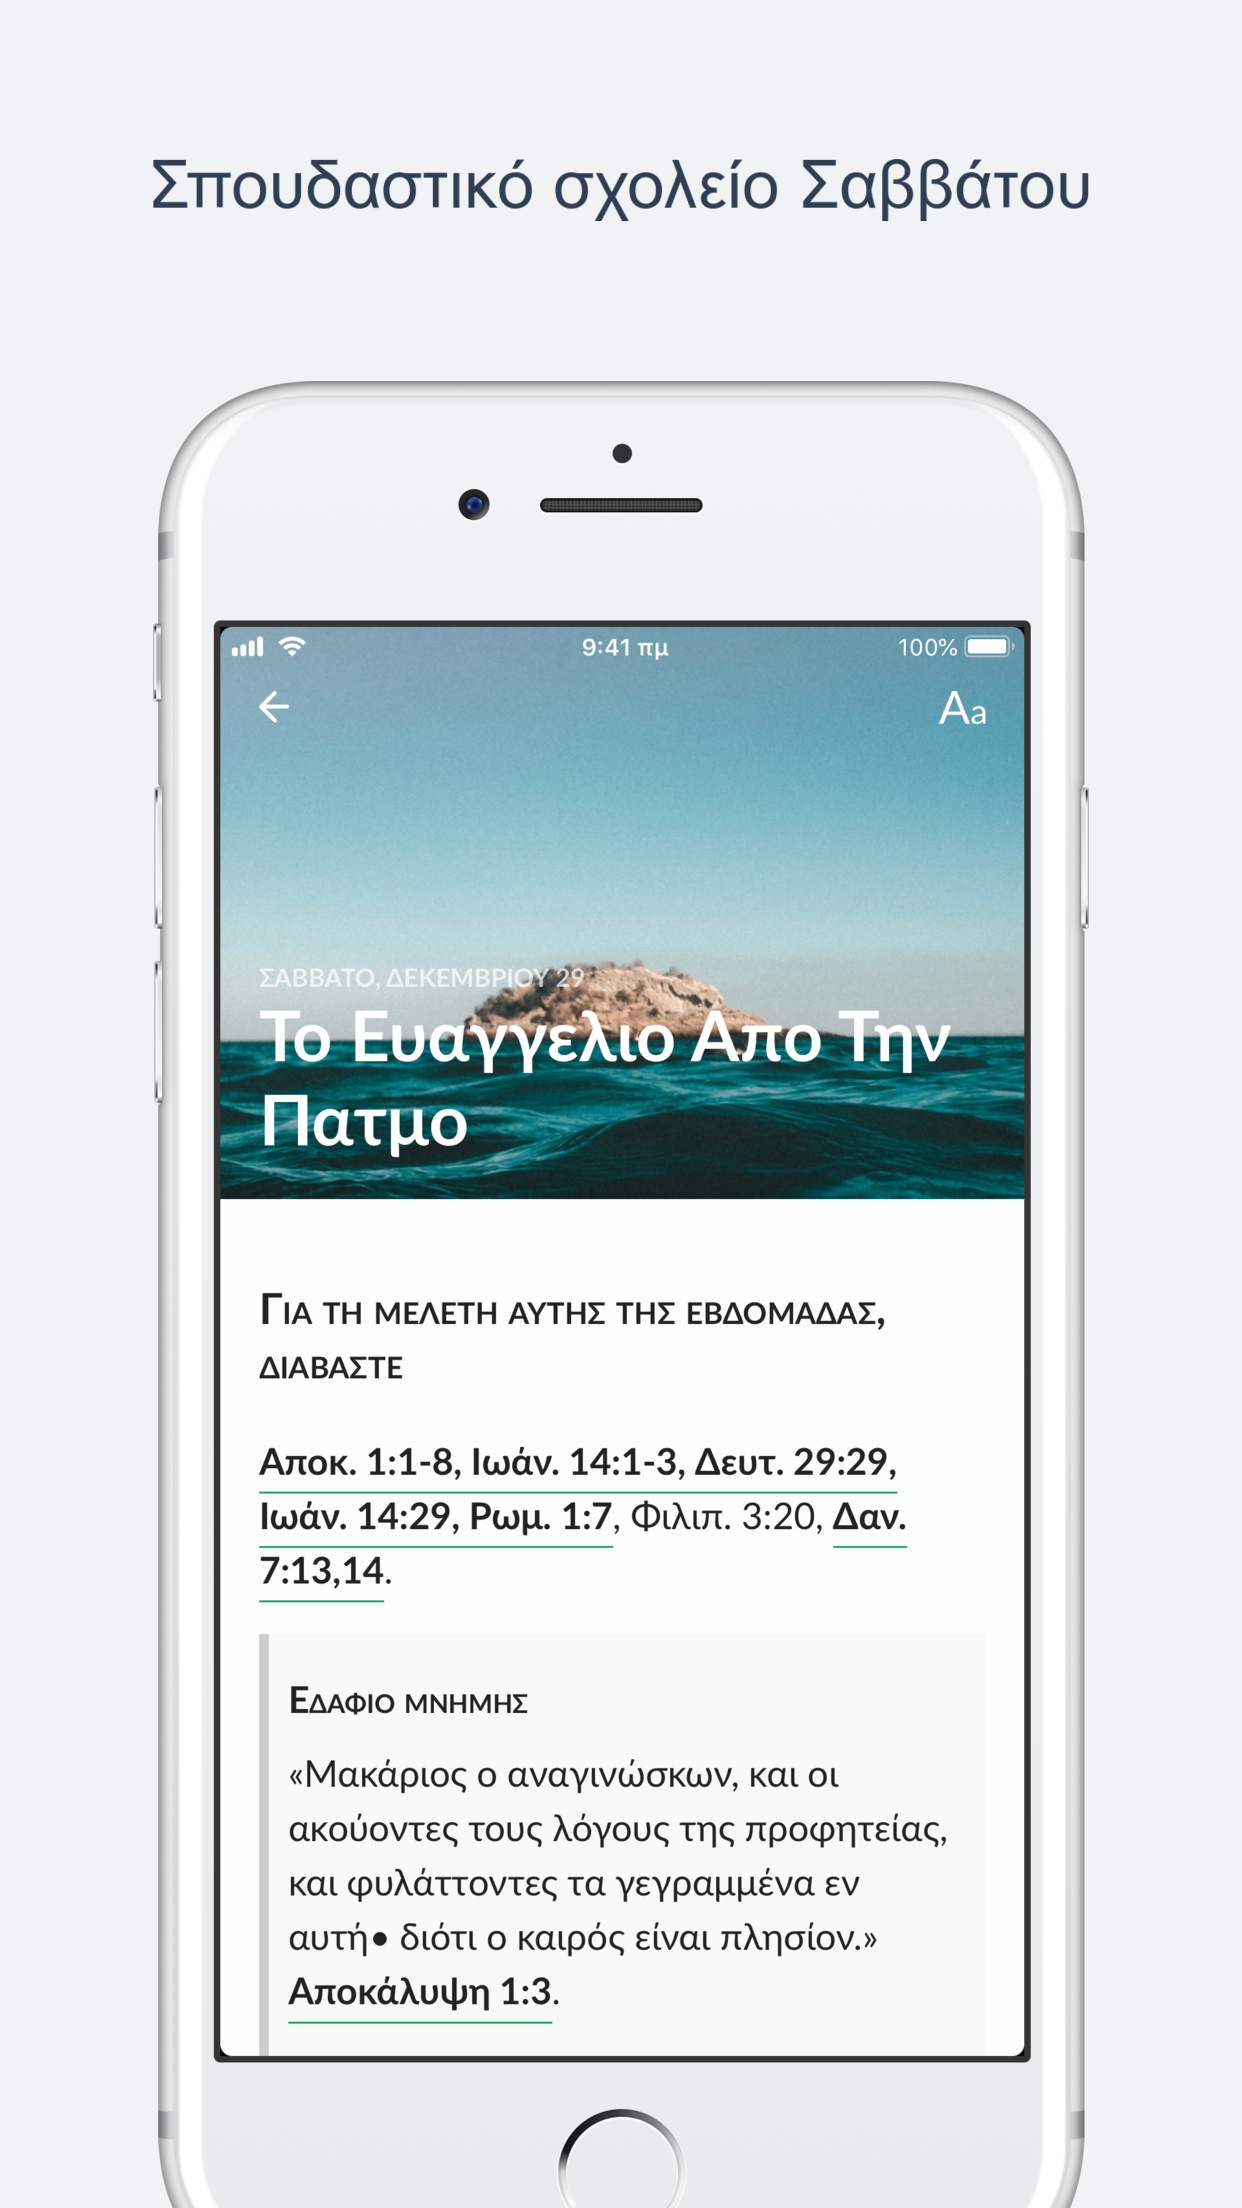 Σπουδαστικό σχολείο Σαββάτου
9:41 πμ
100%
Aa
ΣΑΒΒΑΤΟ, ΔΕΚΕΜΒΡΙΟΥ 29
Το Ευαγγελιο Απο Την
Πατμο
Για τη μελετη αυτης της εβδομαδας,
διαβαστε
Αποκ. 1:1-8, Ιωάν. 14:1-3, Δευτ. 29:29,
Ιωάν. 14:29, Ρωμ. 1:7, Φιλιπ. 3:20, Δαν.
7:13,14.
Εδαφιο μνημης
«Μακάριος ο αναγινώσκων, και οι
ακούοντες τους λόγους της προφητείας,
και φυλάττοντες τα γεγραμμένα εν
αυτή• διότι ο καιρός είναι πλησίον.»
Αποκάλυψη 1:3.